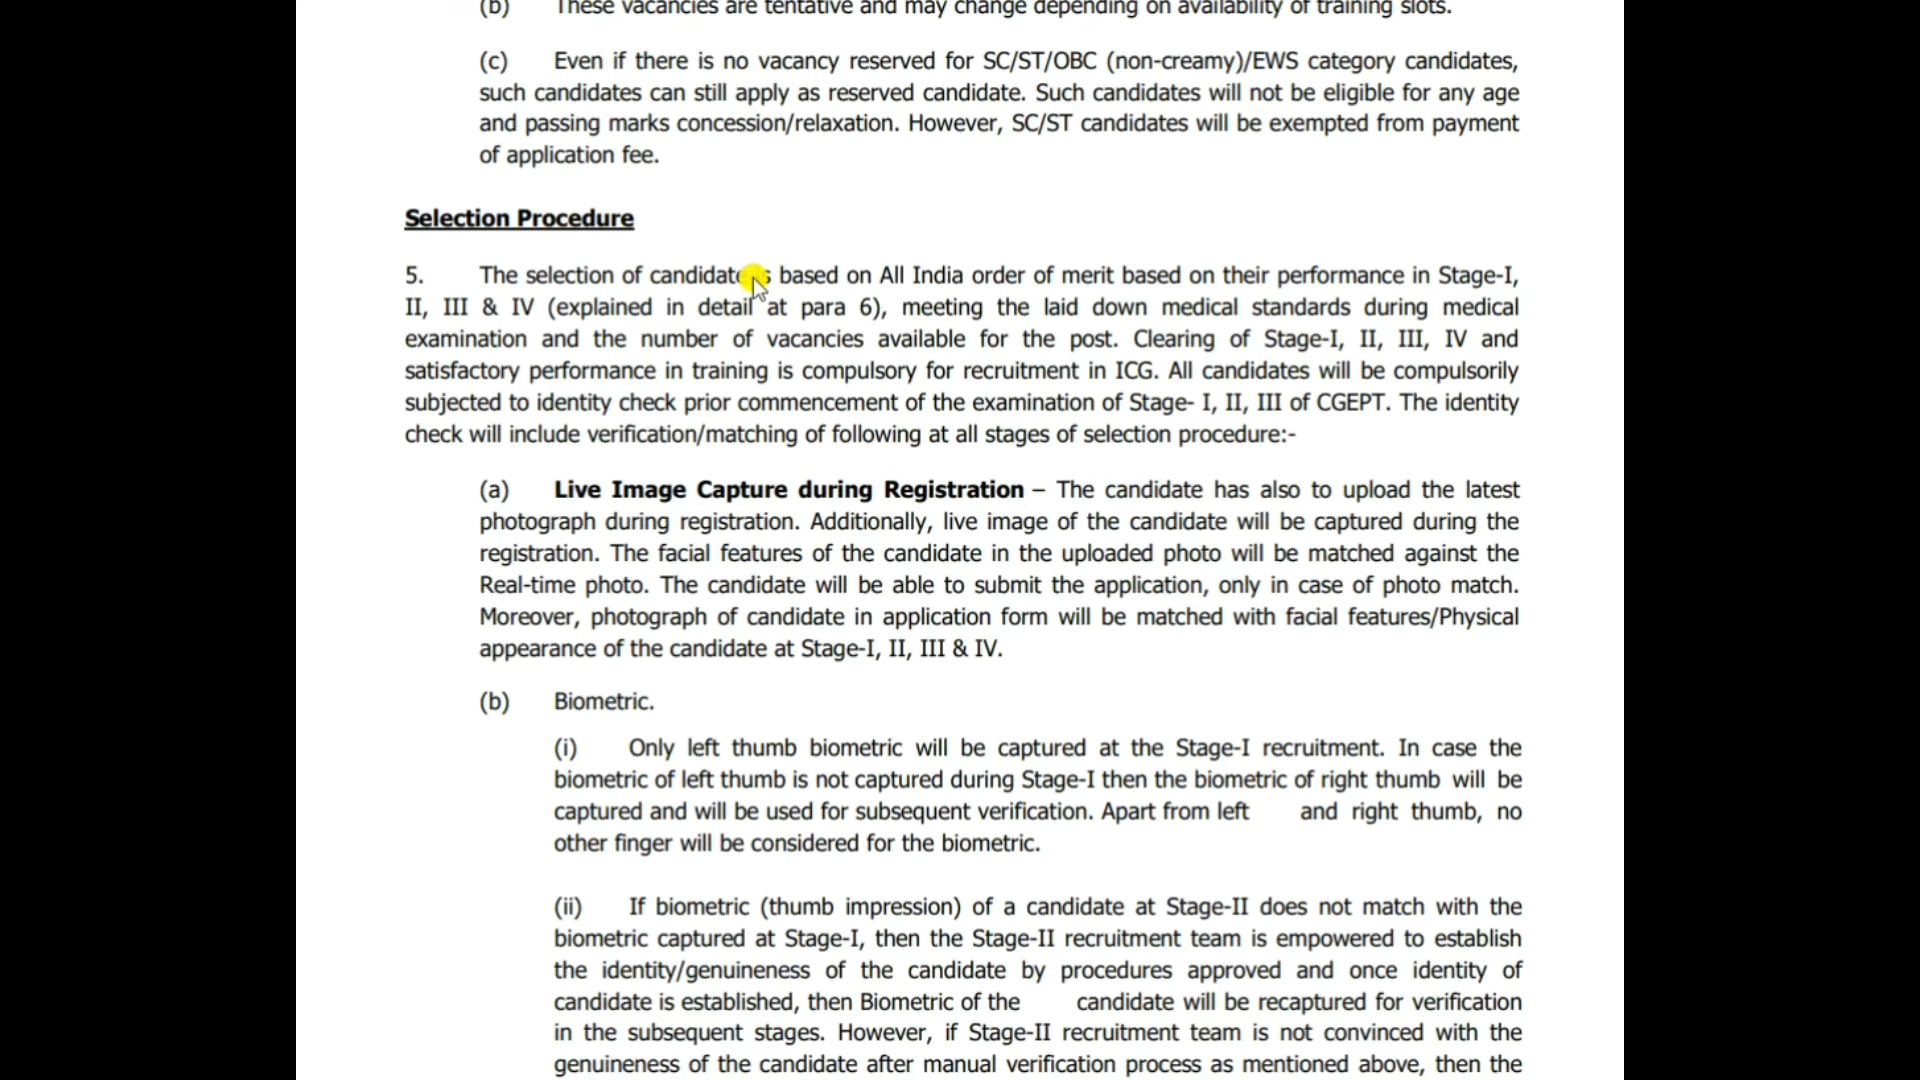 (b) These vacancies are tentative and may change depending on availability of training slots.
(c) Even if there is no vacancy reserved for SC/ST/OBC (non-creamy)/EWS category candidates,
such candidates can still apply as reserved candidate. Such candidates will not be eligible for any age
and passing marks concession/relaxation. However, SC/ST candidates will be exempted from payment
of application fee.
Selection Procedure
5. The selection of candidate is based on All India order of merit based on their performance in Stage-I,
II, III & IV (explained in detail at para 6), meeting the laid down medical standards during medical
examination and the number of vacancies available for the post. Clearing of Stage-I, II, III, IV and
satisfactory performance in training is compulsory for recruitment in ICG. All candidates will be compulsorily
subjected to identity check prior commencement of the examination of Stage- I, II, III of CGEPT. The identity
check will include verification/matching of following at all stages of selection procedure:-
(a) Live Image Capture during Registration – The candidate has also to upload the latest
photograph during registration. Additionally, live image of the candidate will be captured during the
registration. The facial features of the candidate in the uploaded photo will be matched against the
Real-time photo. The candidate will be able to submit the application, only in case of photo match.
Moreover, photograph of candidate in application form will be matched with facial features/Physical
appearance of the candidate at Stage-I, II, III & IV.
(b) Biometric.
(i) Only left thumb biometric will be captured at the Stage-I recruitment. In case the
biometric of left thumb is not captured during Stage-I then the biometric of right thumb will be
captured and will be used for subsequent verification. Apart from left and right thumb, no
other finger will be considered for the biometric.
(ii) If biometric (thumb impression) of a candidate at Stage-II does not match with the
biometric captured at Stage-I, then the Stage-II recruitment team is empowered to establish
the identity/genuineness of the candidate by procedures approved and once identity of
candidate is established, then Biometric of the candidate will be recaptured for verification
in the subsequent stages. However, if Stage-II recruitment team is not convinced with the
genuineness of the candidate after manual verification process as mentioned above, then the